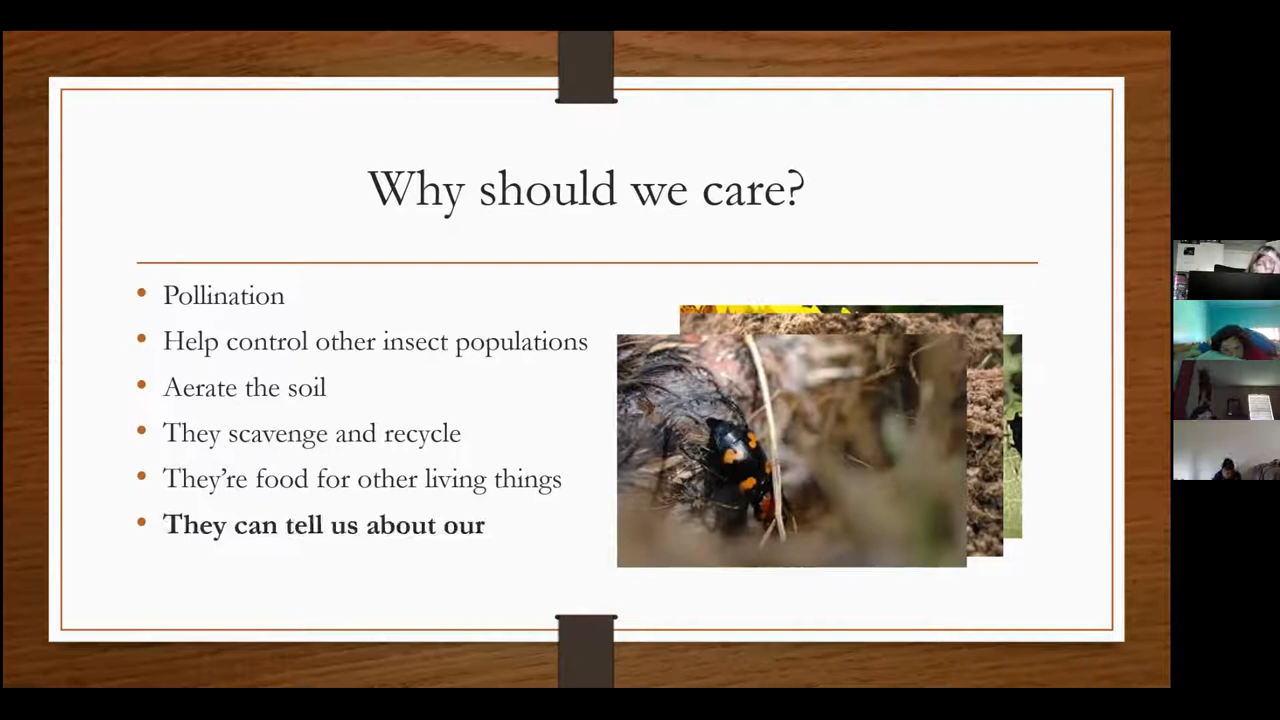 Why should we care?
Pollination
Help control other insect populations
Aerate the soil
They scavenge and recycle
They’re food for other living things
They can tell us about our